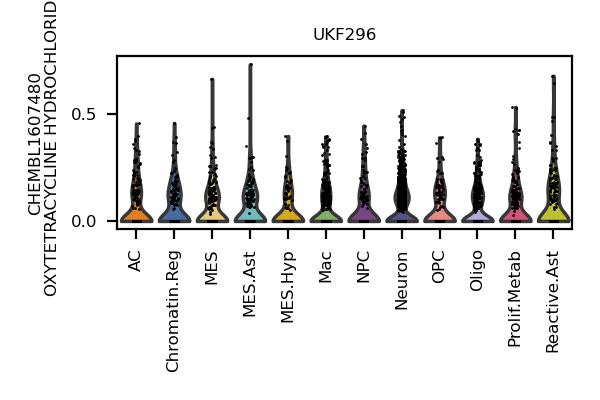 UKF296
CHEMBL1607480
OXYTETRACYCLINE HYDROCHLORID
0.5
0.0
AC
Chromatin.Reg
MES
MES.Ast
MES.Hyp
Mac
NPC
Neuron
OPC
Oligo
Prolif.Metab
Reactive.Ast